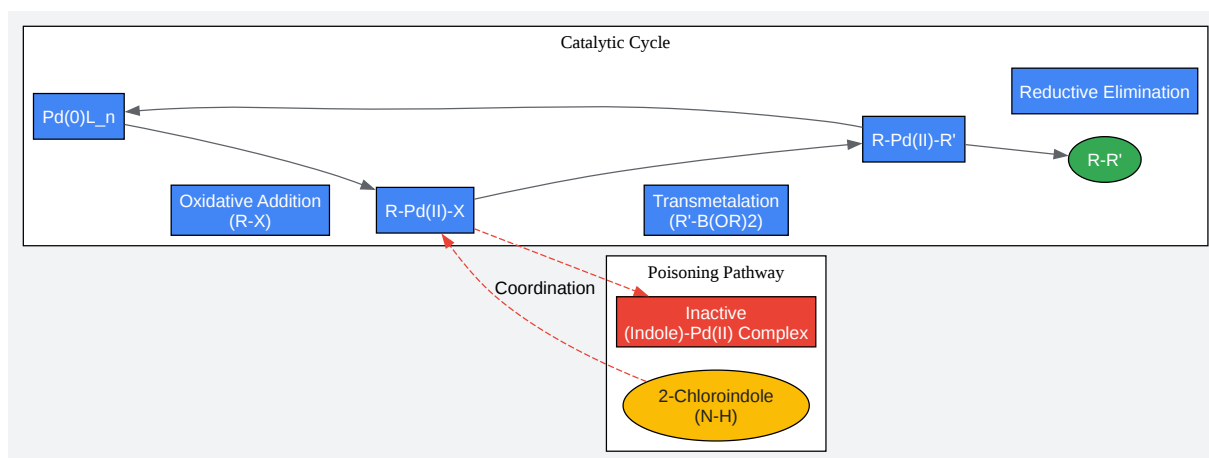 Catalytic Cycle
Reductive Elimination
Pd(0)L_n
R-Pd(II)-R'
R-R'
Oxidative Addition
(R-X)
R-Pd(II)-X
Transmetalation
(R'-B(OR)2)
Poisoning Pathway
Coordination
Inactive
(Indole)-Pd(II) Complex
2-Chloroindole
(N-H)